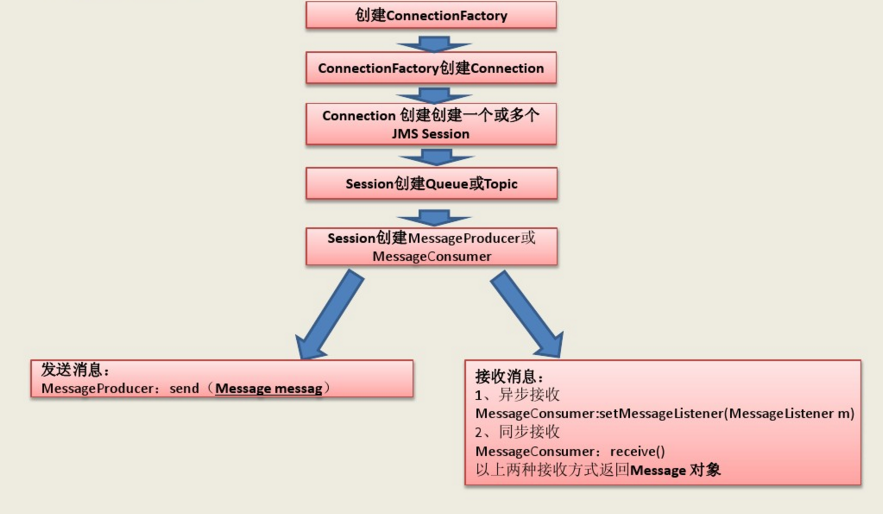 创建ConnectionFactory
ConnectionFactory创建Connection
Connection 创建创建一个或多个
JMS Session
Session创建Queue或Topic
Session创建MessageProducer或
MessageConsumer
发送消息：
MessageProducer：send（Message messag）
接收消息：
1、异步接收
MessageConsumer:setMessageListener(MessageListener m)
2、同步接收
MessageConsumer：receive()
以上两种接收方式返回Message 对象